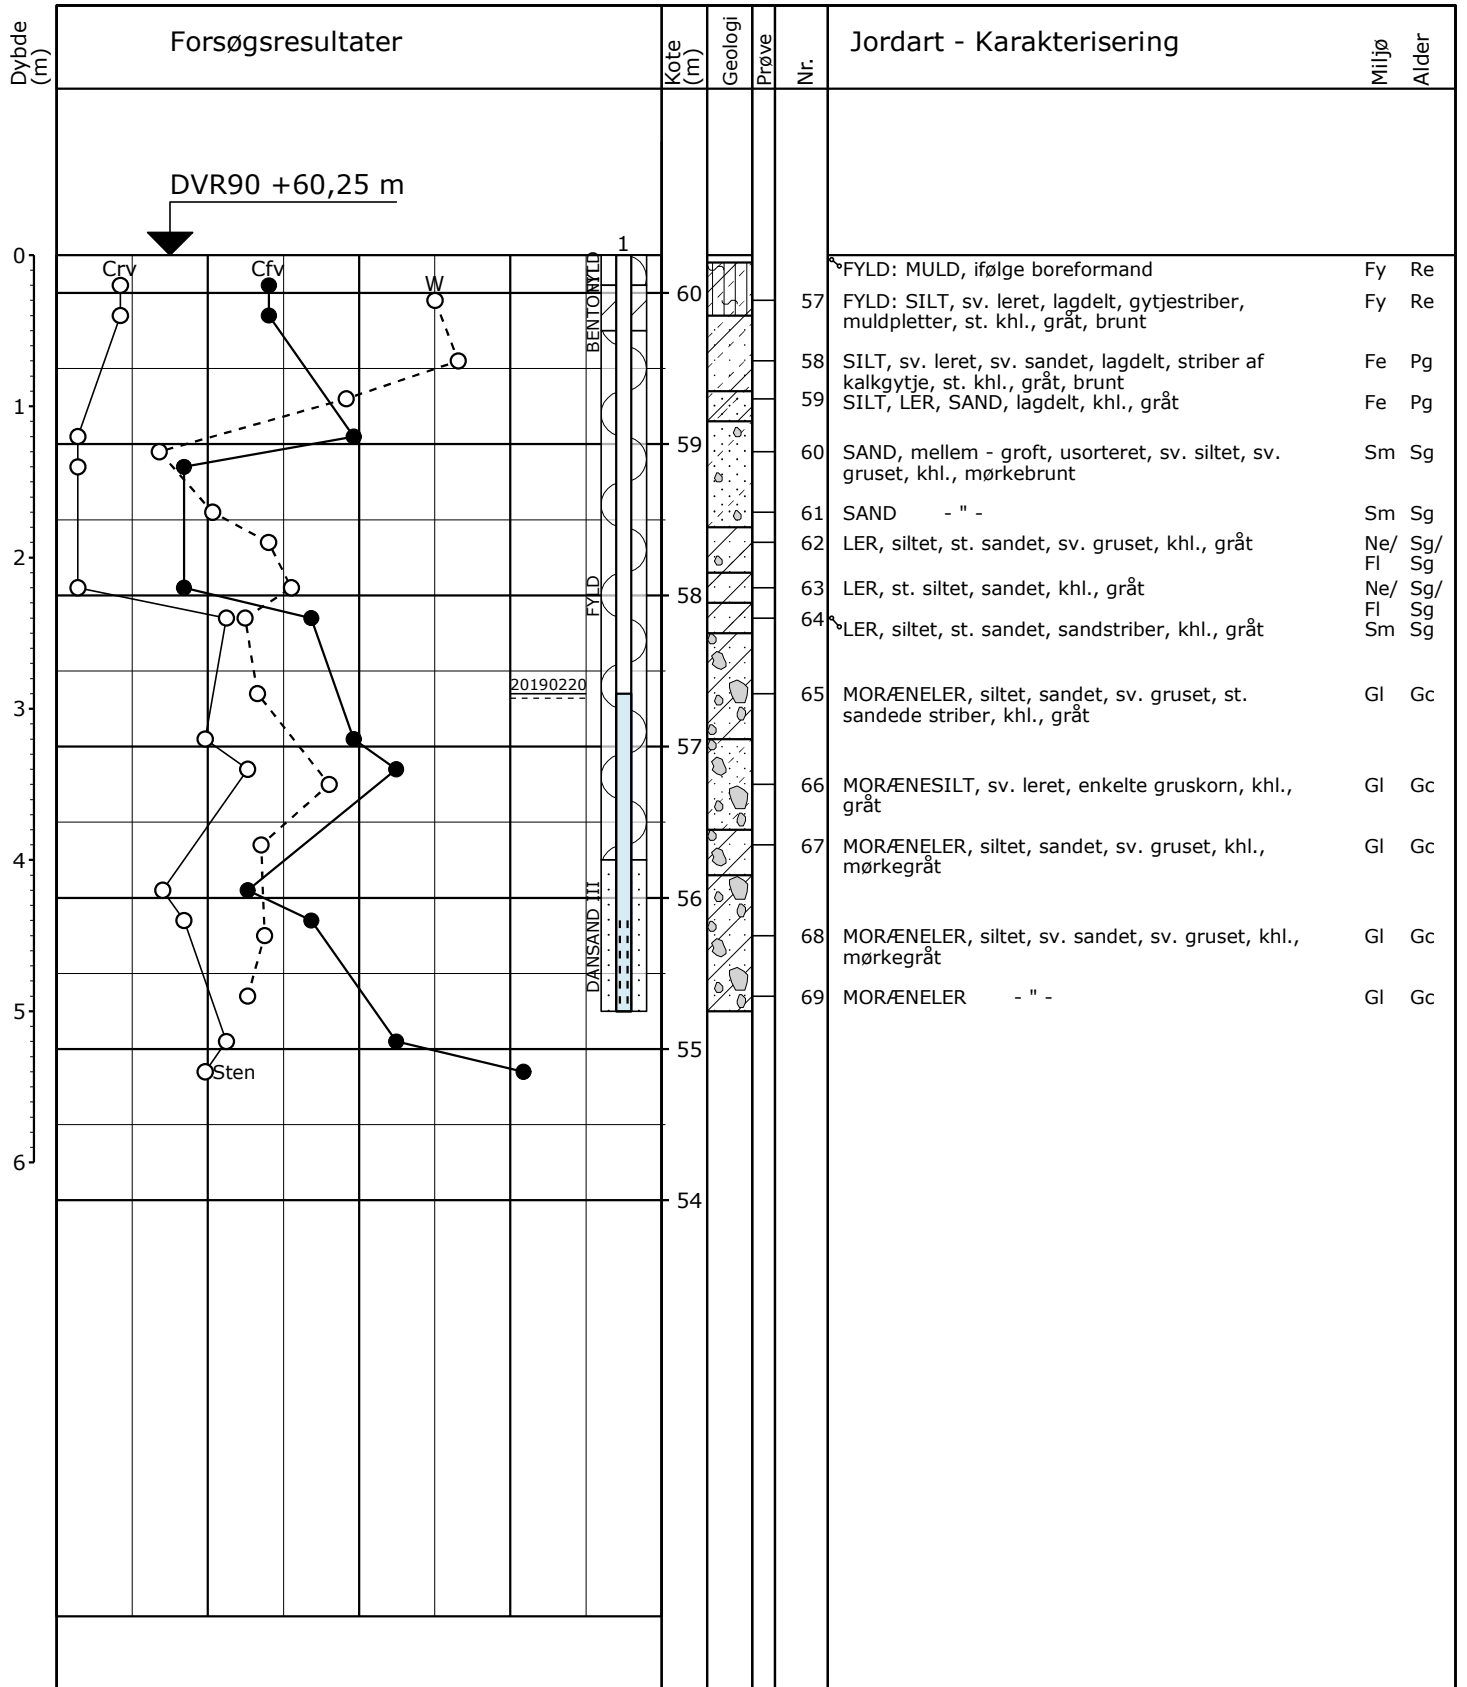 Dybde (m)
Forsøgsresultater
Kote (m)
Geologi
Prøve
Nr.
Jordart - Karakterisering
Miljø
Alder
DVR90 +60,25 m
1
0
Crv
Cfv
W
60
BENTONIT
FYLD
FYLD: MULD, ifølge boreformand Fy Re
57 FYLD: SILT, sv. leret, lagdelt, gytjestriber, Fy Re
muldpletter, st. khl., gråt, brunt
58 SILT, sv. leret, sv. sandet, lagdelt, striber af Fe Pg
kalkgytje, st. khl., gråt, brunt
1
59 SILT, LER, SAND, lagdelt, khl., gråt Fe Pg
59
60 SAND, mellem - groft, usorteret, sv. siltet, sv. Sm Sg
gruset, khl., mørkebrunt
61 SAND - " - Sm Sg
62 LER, siltet, st. sandet, sv. gruset, khl., gråt Ne/ Sg/
Fl Sg
2
58
FYLD
63 LER, st. siltet, sandet, khl., gråt Ne/ Sg/
Fl Sg
64 LER, siltet, st. sandet, sandstriber, khl., gråt Sm Sg
20190220
65 MORÆNELER, siltet, sandet, sv. gruset, st. Gl Gc
sandede striber, khl., gråt
3
57
66 MORÆNESILT, sv. leret, enkelte gruskorn, khl., Gl Gc
gråt
67 MORÆNELER, siltet, sandet, sv. gruset, khl., Gl Gc
mørkegråt
4
56
DANSAND III
68 MORÆNELER, siltet, sv. sandet, sv. gruset, khl., Gl Gc
mørkegråt
69 MORÆNELER - " - Gl Gc
5
55
Sten
6
54